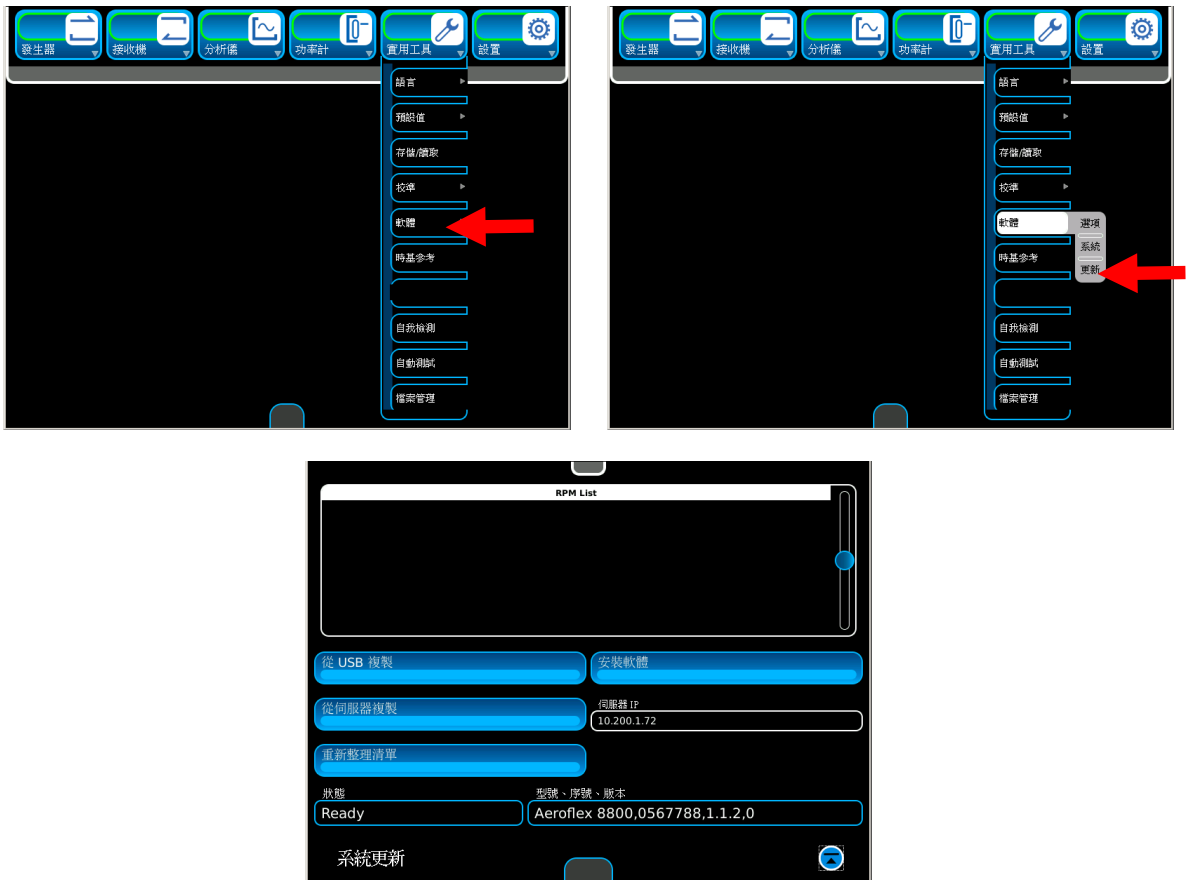 發生器 接收機 分析儀 功率計 實用工具 設置
語言
預設值
存儲/讀取
校準
軟體
時基參考
自我檢測
自動測試
檔案管理
發生器 接收機 分析儀 功率計 實用工具 設置
語言
預設值
存儲/讀取
校準
軟體 選項
系統
時基參考
更新
自我檢測
自動測試
檔案管理
RPM List
從 USB 複製 安裝軟體
從伺服器複製 伺服器 IP
10.200.1.72
重新整理清單
狀態 型號、序號、版本
Ready Aeroflex 8800,0567788,1.1.2,0
系統更新